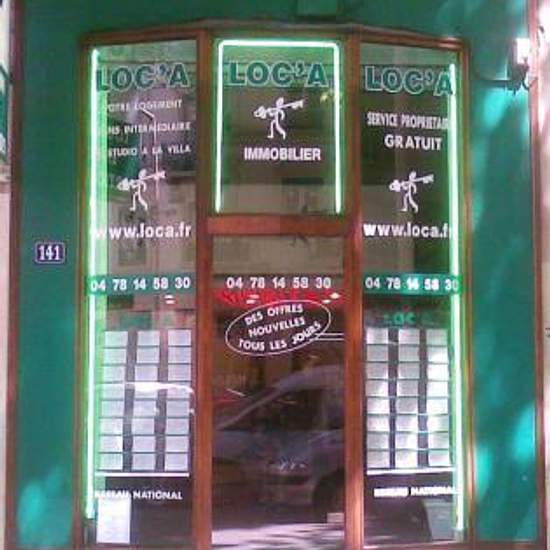 LOC'A
VOTRE LOGEMENT
SANS INTERMEDIAIRE
STUDIO A LA VILLA
www.loca.fr
04 78 14 58 30
LOC'A
RESEAU NATIONAL
LOC'A
IMMOBILIER
04 78 14 58 30
DES OFFRES
NOUVELLES
TOUS LES JOURS
LOC'A
SERVICE PROPRIETAIRE
GRATUIT
www.loca.fr
04 78 14 58 30
LOC'A
RESEAU NATIONAL
141